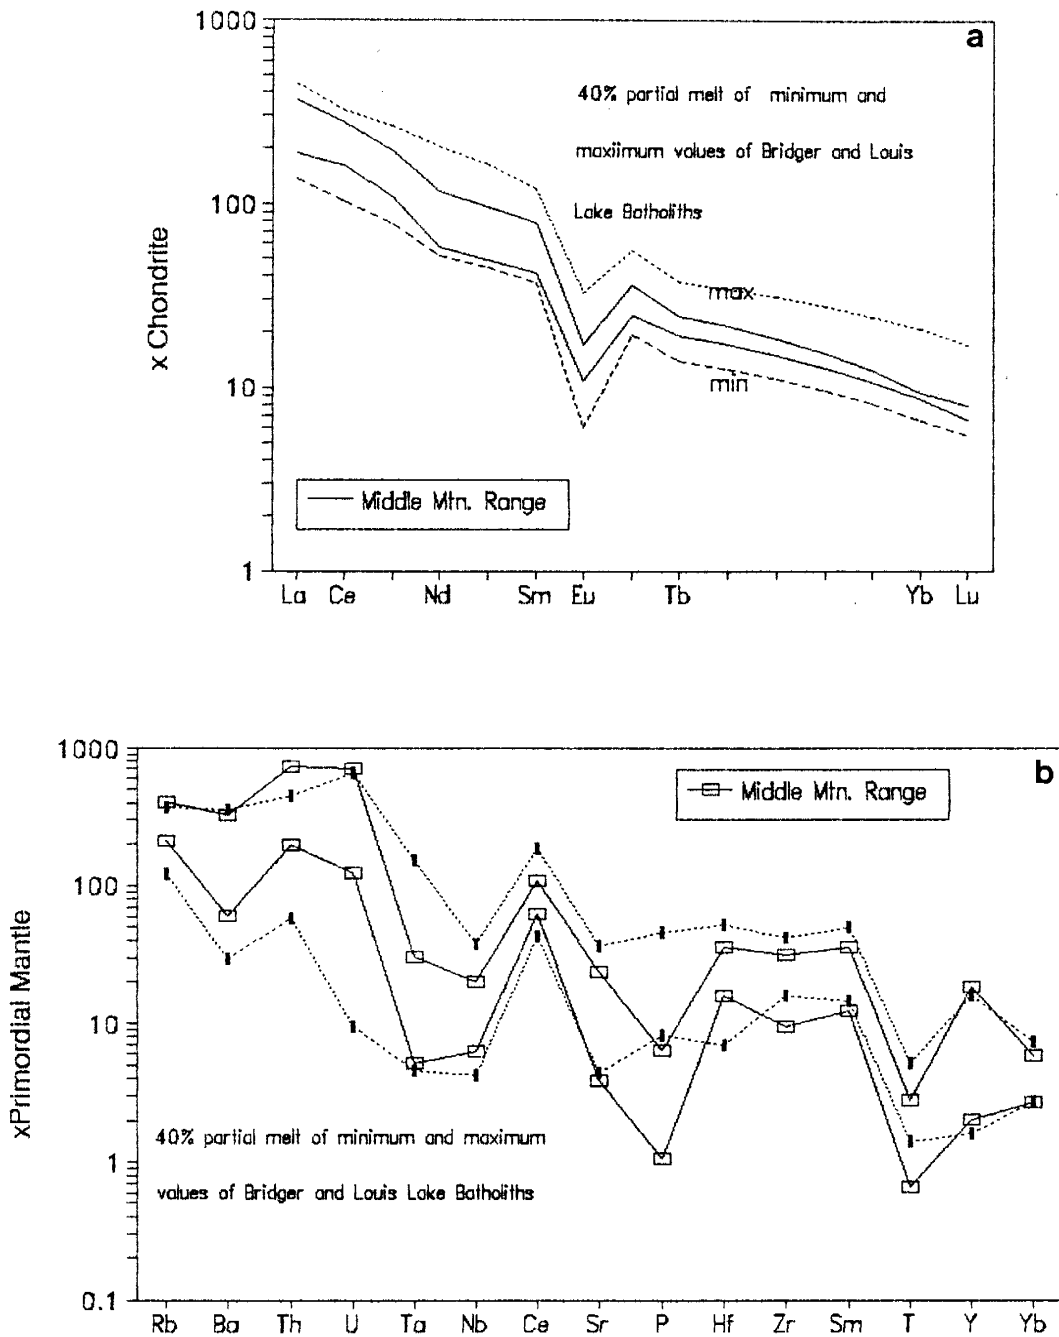 a
1000
100
10
1
x Chondrite
40% partial melt of minimum and
maxiimum values of Bridger and Louis
Lake Batholiths
max
min
Middle Mtn. Range
La Ce Nd Sm Eu Tb Yb Lu
b
1000
100
10
1
0.1
xPrimordial Mantle
Middle Mtn. Range
40% partial melt of minimum and maximum
values of Bridger and Louis Lake Batholiths
Rb Ba Th U Ta Nb Ce Sr P Hf Zr Sm T Y Yb